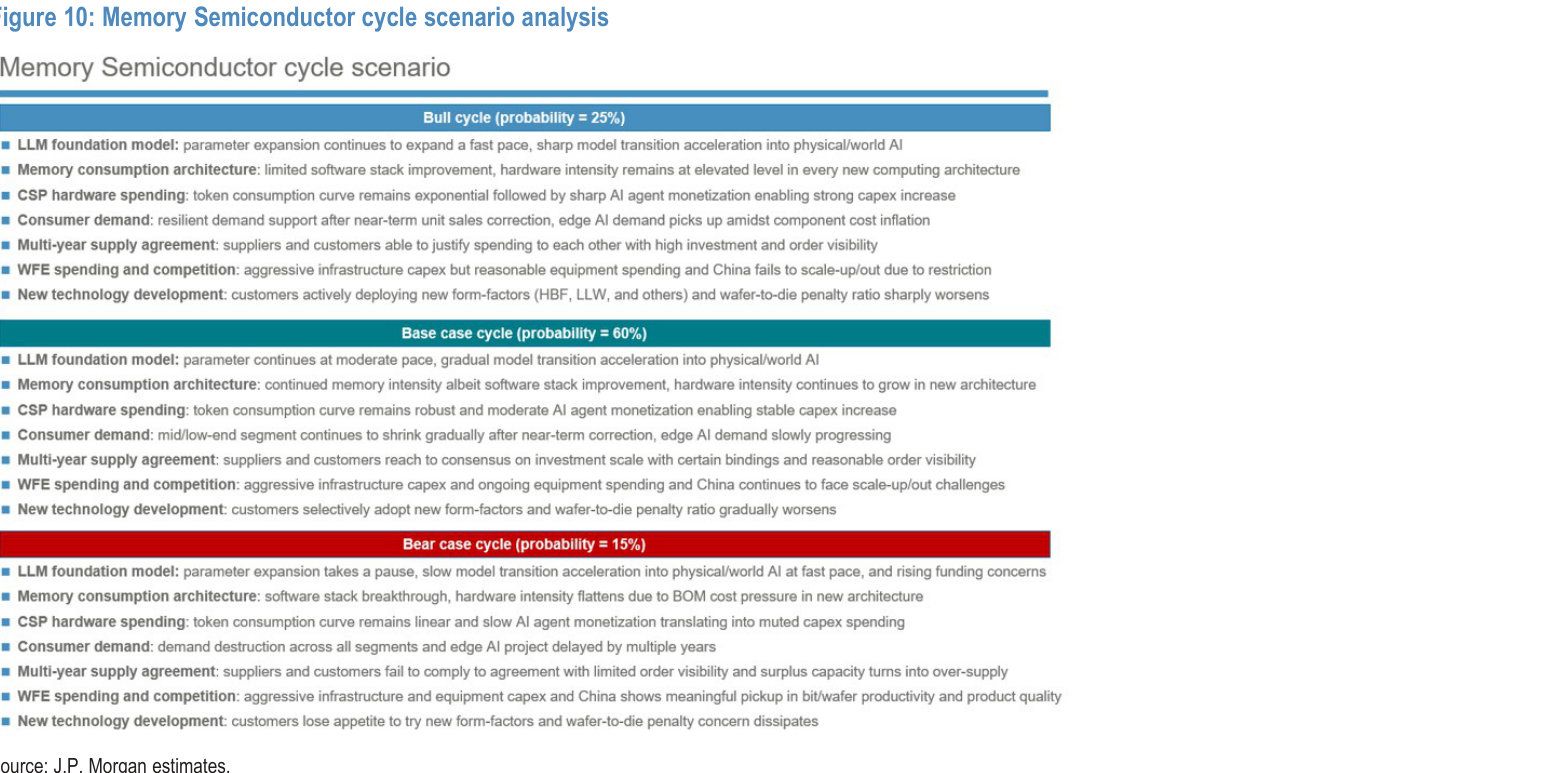 Figure 10: Memory Semiconductor cycle scenario analysis
Memory Semiconductor cycle scenario
Bull cycle (probability = 25%)
■ LLM foundation model: parameter expansion continues to expand a fast pace, sharp model transition acceleration into physical/world AI
■ Memory consumption architecture: limited software stack improvement, hardware intensity remains at elevated level in every new computing architecture
■ CSP hardware spending: token consumption curve remains exponential followed by sharp AI agent monetization enabling strong capex increase
■ Consumer demand: resilient demand support after near-term unit sales correction, edge AI demand picks up amidst component cost inflation
■ Multi-year supply agreement: suppliers and customers able to justify spending to each other with high investment and order visibility
■ WFE spending and competition: aggressive infrastructure capex but reasonable equipment spending and China fails to scale-up/out due to restriction
■ New technology development: customers actively deploying new form-factors (HBF, LLW, and others) and wafer-to-die penalty ratio sharply worsens
Base case cycle (probability = 60%)
■ LLM foundation model: parameter continues at moderate pace, gradual model transition acceleration into physical/world AI
■ Memory consumption architecture: continued memory intensity albeit software stack improvement, hardware intensity continues to grow in new architecture
■ CSP hardware spending: token consumption curve remains robust and moderate AI agent monetization enabling stable capex increase
■ Consumer demand: mid/low-end segment continues to shrink gradually after near-term correction, edge AI demand slowly progressing
■ Multi-year supply agreement: suppliers and customers reach to consensus on investment scale with certain bindings and reasonable order visibility
■ WFE spending and competition: aggressive infrastructure capex and ongoing equipment spending and China continues to face scale-up/out challenges
■ New technology development: customers selectively adopt new form-factors and wafer-to-die penalty ratio gradually worsens
Bear case cycle (probability = 15%)
■ LLM foundation model: parameter expansion takes a pause, slow model transition acceleration into physical/world AI at fast pace, and rising funding concerns
■ Memory consumption architecture: software stack breakthrough, hardware intensity flattens due to BOM cost pressure in new architecture
■ CSP hardware spending: token consumption curve remains linear and slow AI agent monetization translating into muted capex spending
■ Consumer demand: demand destruction across all segments and edge AI project delayed by multiple years
■ Multi-year supply agreement: suppliers and customers fail to comply to agreement with limited order visibility and surplus capacity turns into over-supply
■ WFE spending and competition: aggressive infrastructure and equipment capex and China shows meaningful pickup in bit/wafer productivity and product quality
■ New technology development: customers lose appetite to try new form-factors and wafer-to-die penalty concern dissipates
ource: J.P. Morgan estimates.